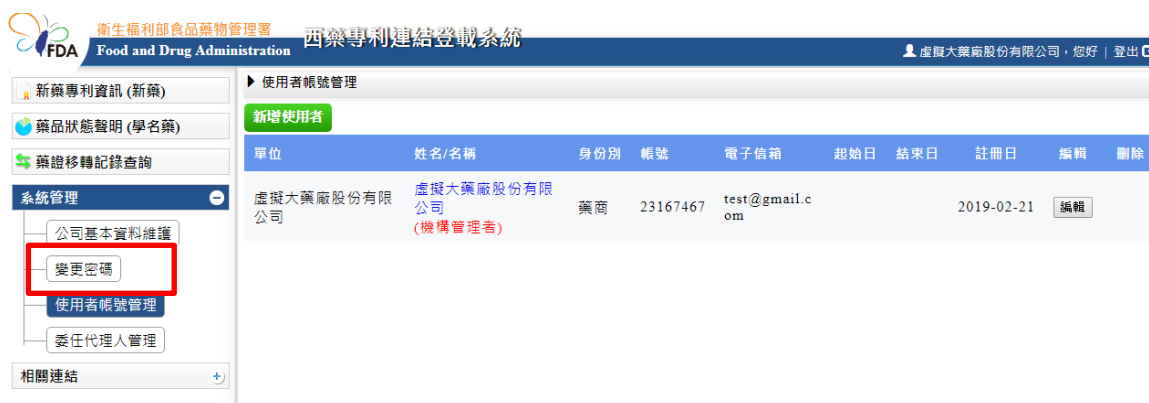 衛生福利部食品藥物管理署
FDA Food and Drug Administration
西藥專利連結登載系統
虛擬大藥廠股份有限公司，您好 | 登出
新藥專利資訊 (新藥)
藥品狀態聲明 (學名藥)
藥證移轉記錄查詢
系統管理
公司基本資料維護
變更密碼
使用者帳號管理
委任代理人管理
相關連結
使用者帳號管理
新增使用者
單位 姓名/名稱 身份別 帳號 電子信箱 起始日 結束日 註冊日 編輯 刪除
虛擬大藥廠股份有限
公司
虛擬大藥廠股份有限
公司
(機構管理者)
藥商
23167467
test@gmail.c
om
2019-02-21
編輯